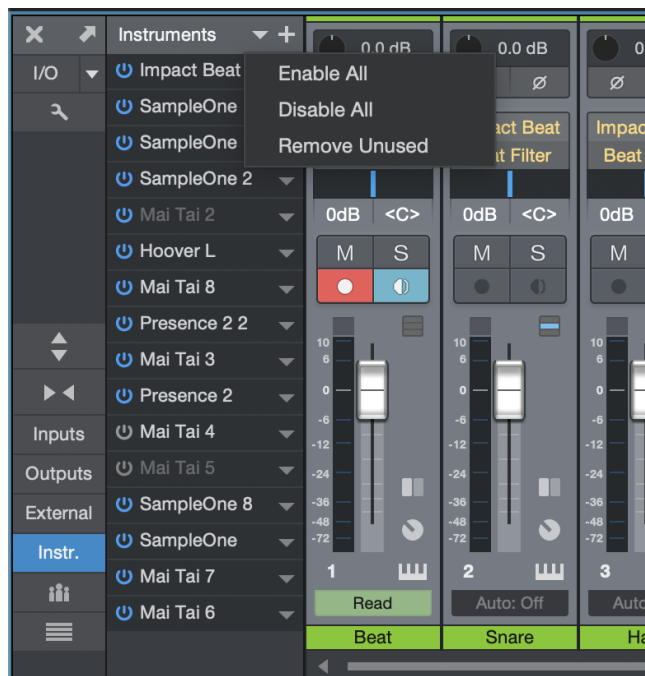 I/O
Inputs
Outputs
External
Instr.
Instruments
Impact Beat
SampleOne
SampleOne
SampleOne 2
Mai Tai 2
Hoover L
Mai Tai 8
Presence 2 2
Mai Tai 3
Presence 2
Mai Tai 4
Mai Tai 5
SampleOne 8
SampleOne
Mai Tai 7
Mai Tai 6
Enable All
Disable All
Remove Unused
0.0 dB
0dB <C>
M S
10
6
0
-6
-12
-24
-36
-48
-72
1
Read
Beat
0.0 dB
Ø
Beat
Filter
0dB <C>
M S
10
6
0
-6
-12
-24
-36
-48
-72
2
Auto: Off
Snare
Ø
Beat
0dB
M
10
6
0
-6
-12
-24
-36
-48
-72
3